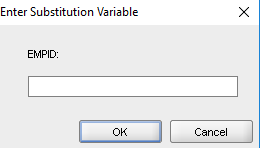 Enter Substitution Variable
EMPID:
OK
Cancel